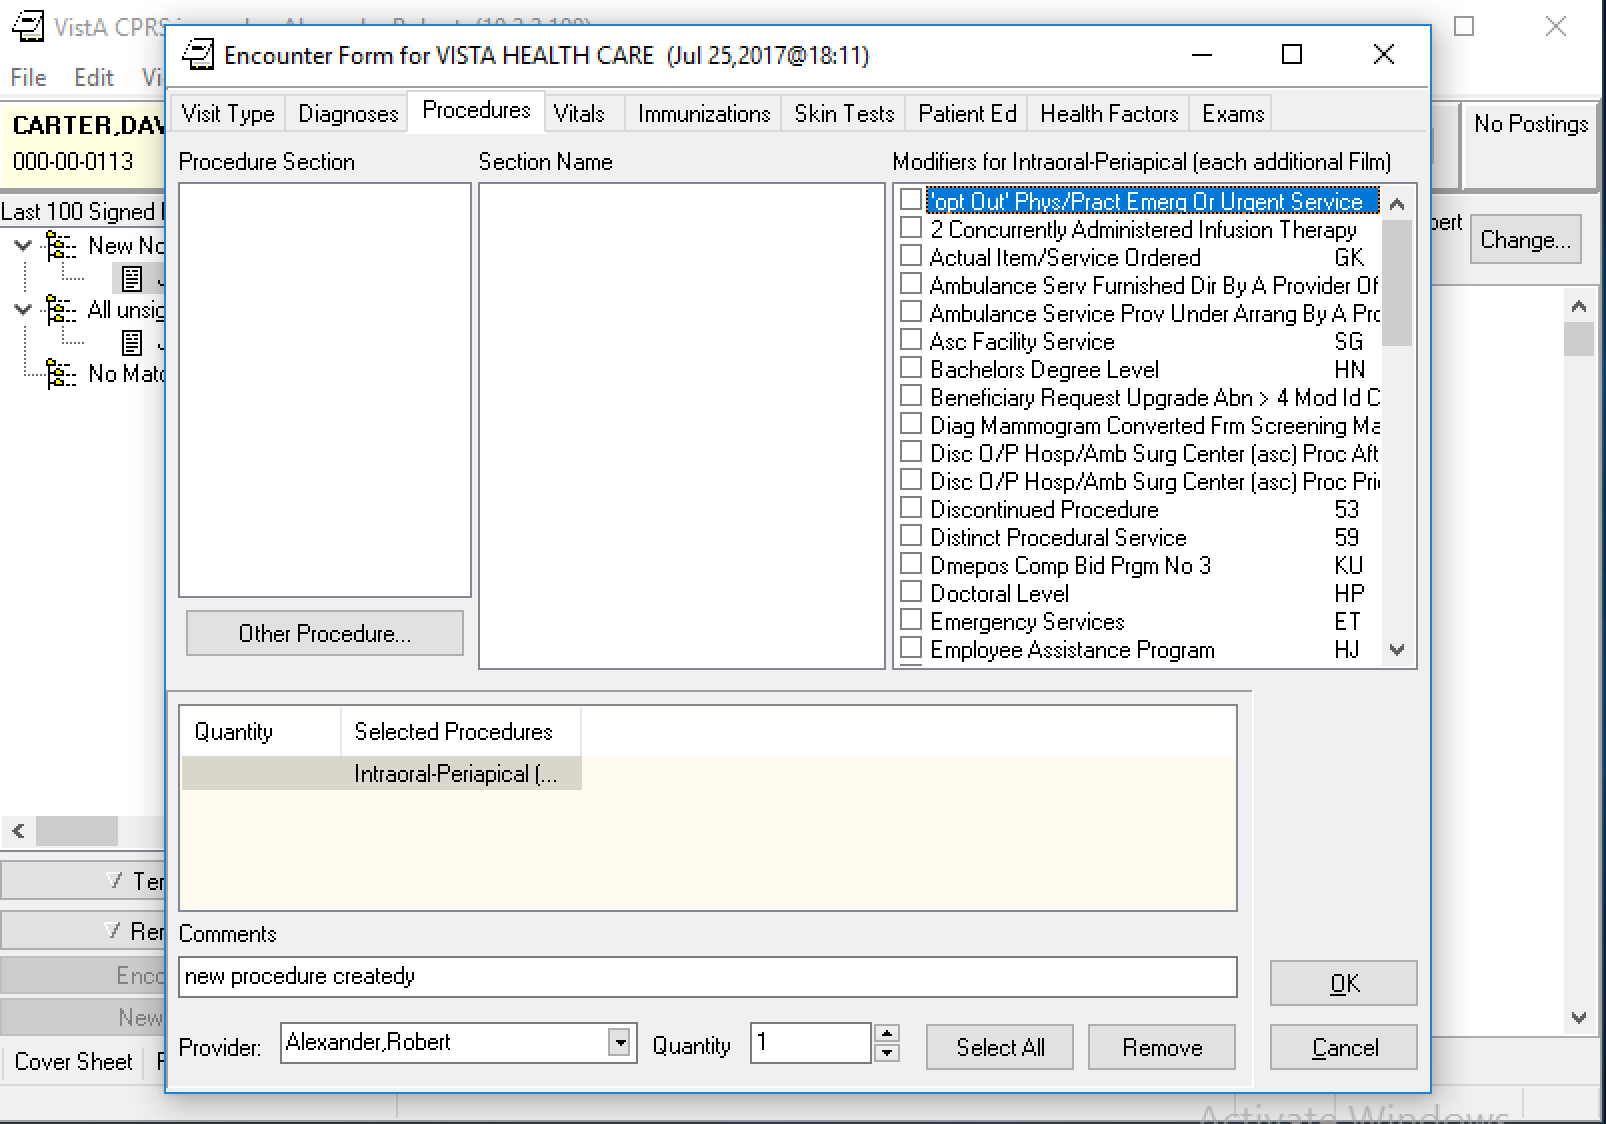 VistA CPRS
Encounter Form for VISTA HEALTH CARE (Jul 25,2017@18:11)
File Edit
CARTER,DAV
000-00-0113
No Postings
Visit Type Diagnoses Procedures Vitals Immunizations Skin Tests Patient Ed Health Factors Exams
Procedure Section Section Name Modifiers for Intraoral-Periapical (each additional Film)
Last 100 Signed
Change...
New No
All unsig
No Matc
'opt Out' Phys/Pract Emerg Or Urgent Service
2 Concurrently Administered Infusion Therapy
Actual Item/Service Ordered GK
Ambulance Serv Furnished Dir By A Provider Of
Ambulance Service Prov Under Arrang By A Pro
Asc Facility Service SG
Bachelors Degree Level HN
Beneficiary Request Upgrade Abn > 4 Mod Id C
Diag Mammogram Converted Frm Screening Ma
Disc O/P Hosp/Amb Surg Center (asc) Proc Aft
Disc O/P Hosp/Amb Surg Center (asc) Proc Pri
Discontinued Procedure 53
Distinct Procedural Service 59
Dmepos Comp Bid Prgm No 3 KU
Doctoral Level HP
Emergency Services ET
Employee Assistance Program HJ
Other Procedure...
Quantity Selected Procedures
Intraoral-Periapical (...
Comments
new procedure createdy
Provider: Alexander,Robert Quantity 1 Select All Remove
OK
Cancel
Ter
Rer
Enco
New
Cover Sheet
Activate Windows